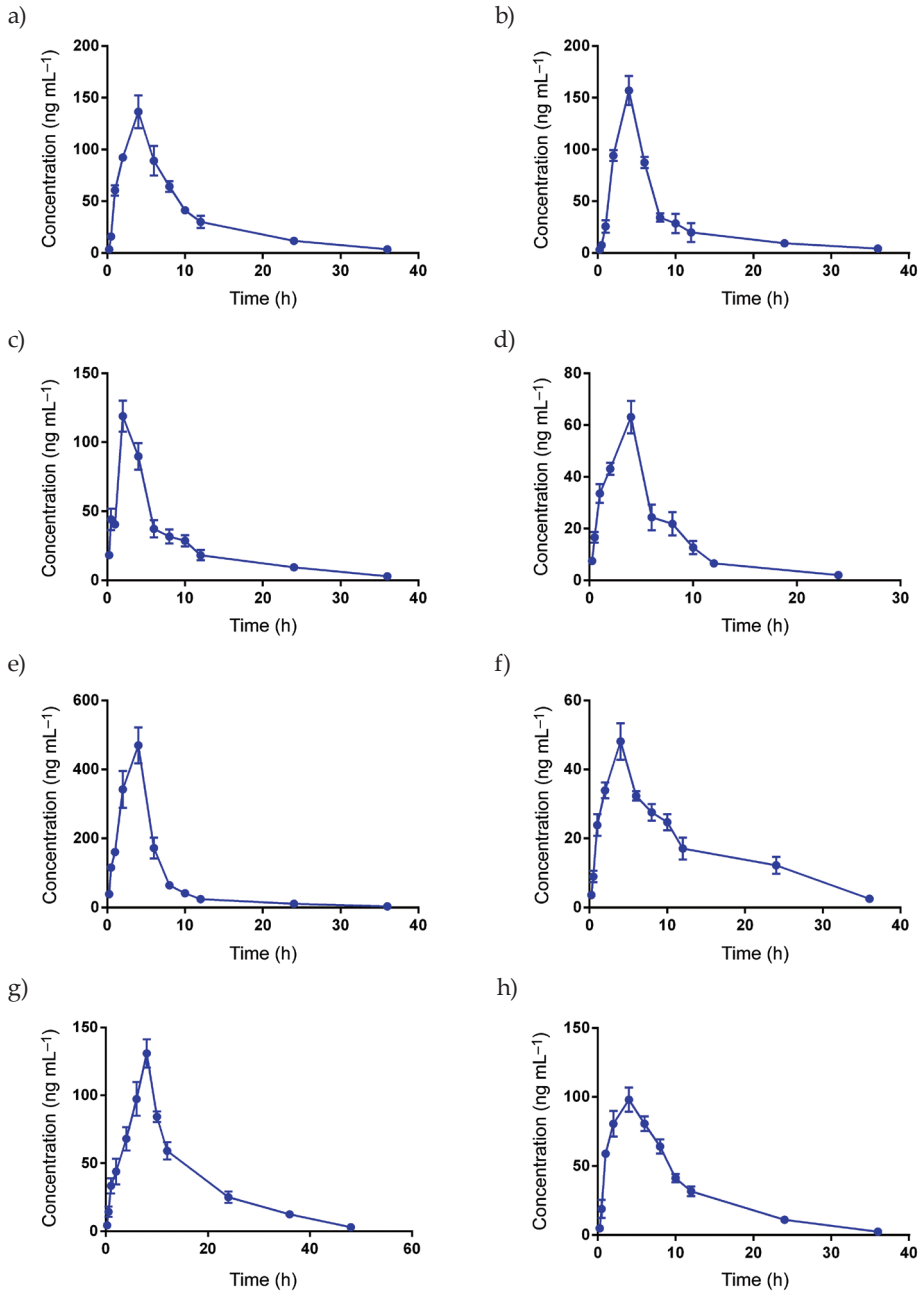 a)
Concentration (ng mL−1)
200
150
100
50
0
0 10 20 30 40
Time (h)
b)
Concentration (ng mL−1)
200
150
100
50
0
0 10 20 30 40
Time (h)
c)
Concentration (ng mL−1)
150
100
50
0
0 10 20 30 40
Time (h)
d)
Concentration (ng mL−1)
80
60
40
20
0
0 10 20 30
Time (h)
e)
Concentration (ng mL−1)
600
400
200
0
0 10 20 30 40
Time (h)
f)
Concentration (ng mL−1)
60
40
20
0
0 10 20 30 40
Time (h)
g)
Concentration (ng mL−1)
150
100
50
0
0 20 40 60
Time (h)
h)
Concentration (ng mL−1)
150
100
50
0
0 10 20 30 40
Time (h)